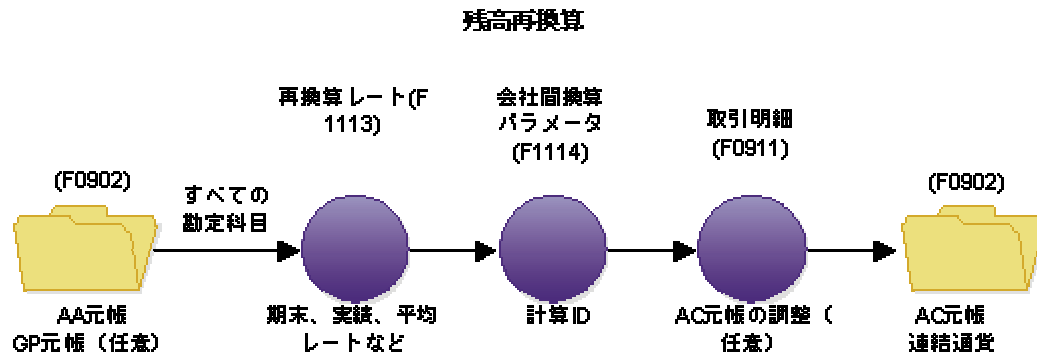 残高再換算
再換算レート(F
1113)
会社間換算
パラメータ
(F1114)
取引明細
(F0911)
(F0902)
すべての
勘定科目
(F0902)
AA元帳
GP元帳（任意）
期末、実績、平均
レートなど
計算ID
AC元帳の調整（
任意）
AC元帳
連結通貨